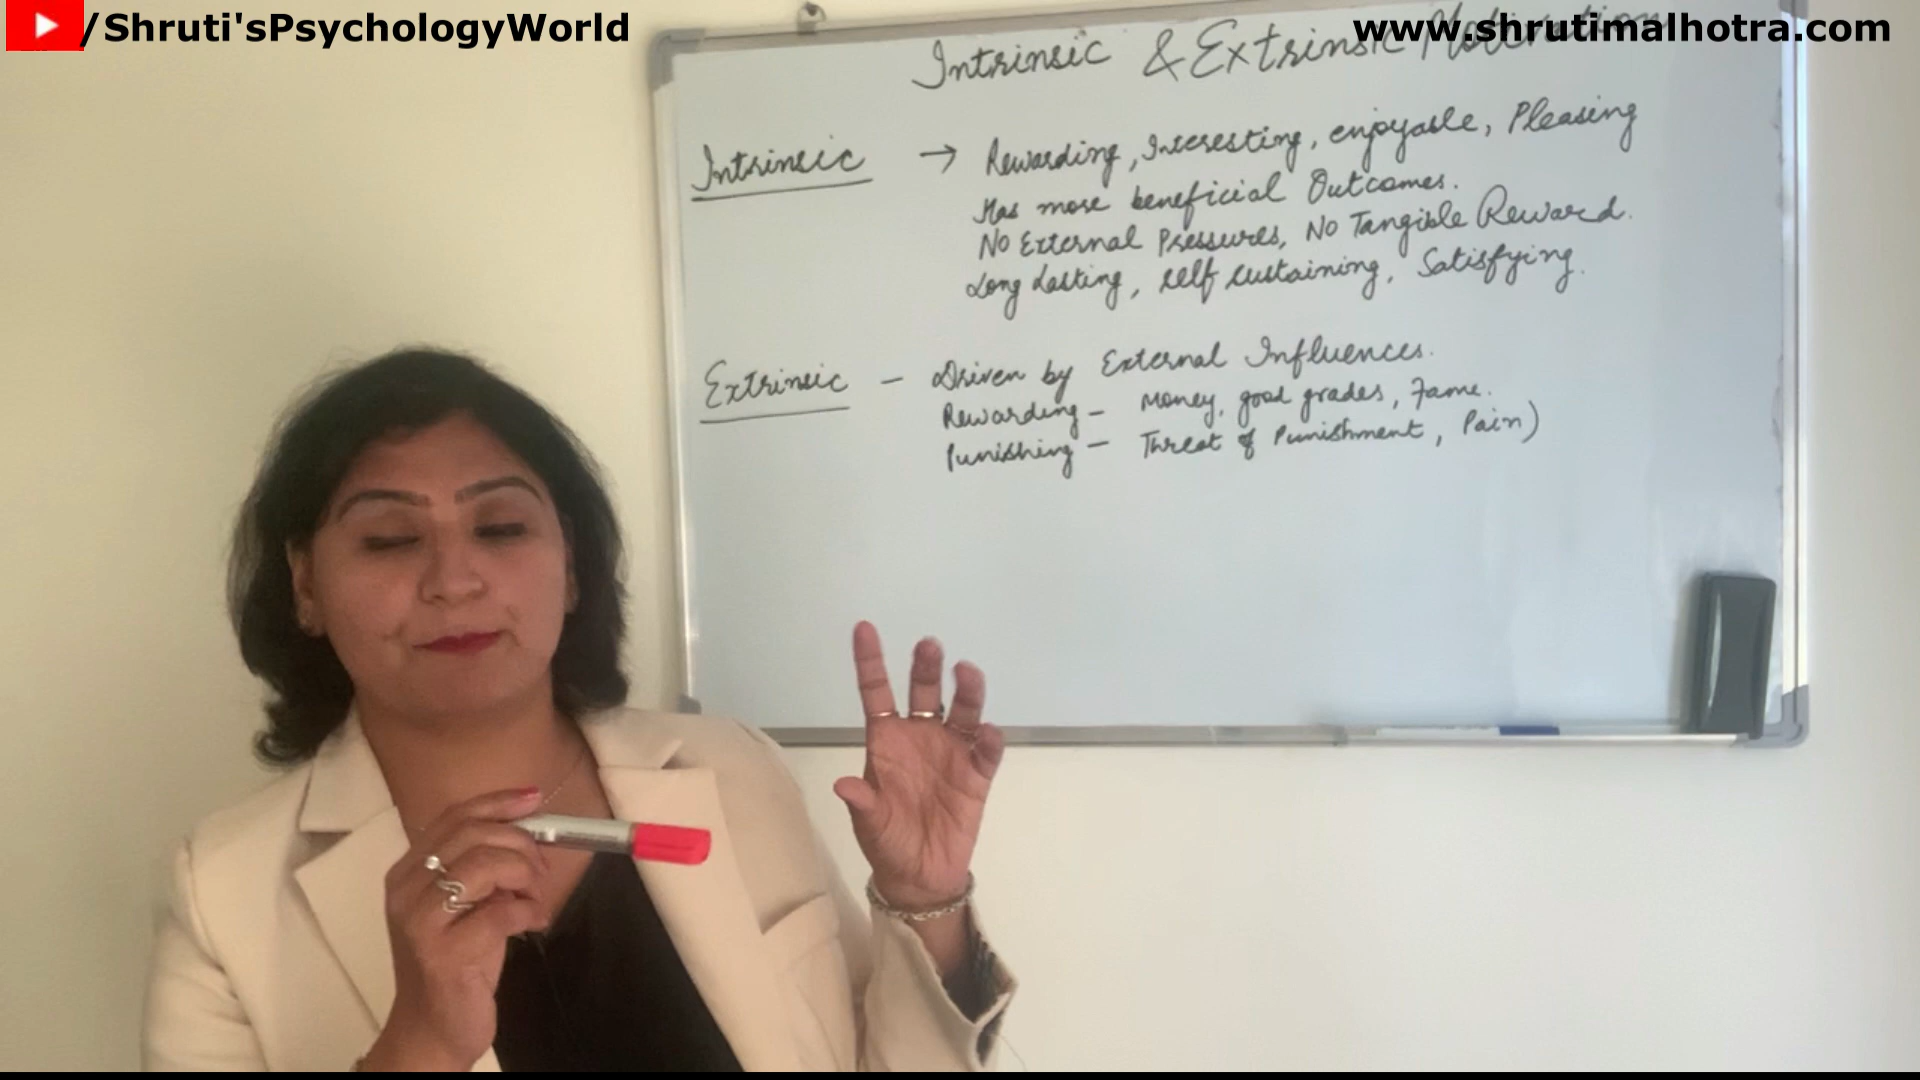 /Shruti'sPsychologyWorld
www.shrutimalhotra.com
Intrinsic & Extrinsic Motivation
Intrinsic → Rewarding, Interesting, enjoyable, Pleasing
Has more beneficial Outcomes.
No External Pressures, No Tangible Reward.
Long Lasting, self sustaining, Satisfying.
Extrinsic - Driven by External Influences.
Rewarding - Money, good grades, Fame.
Punishing - Threat of Punishment, Pain)